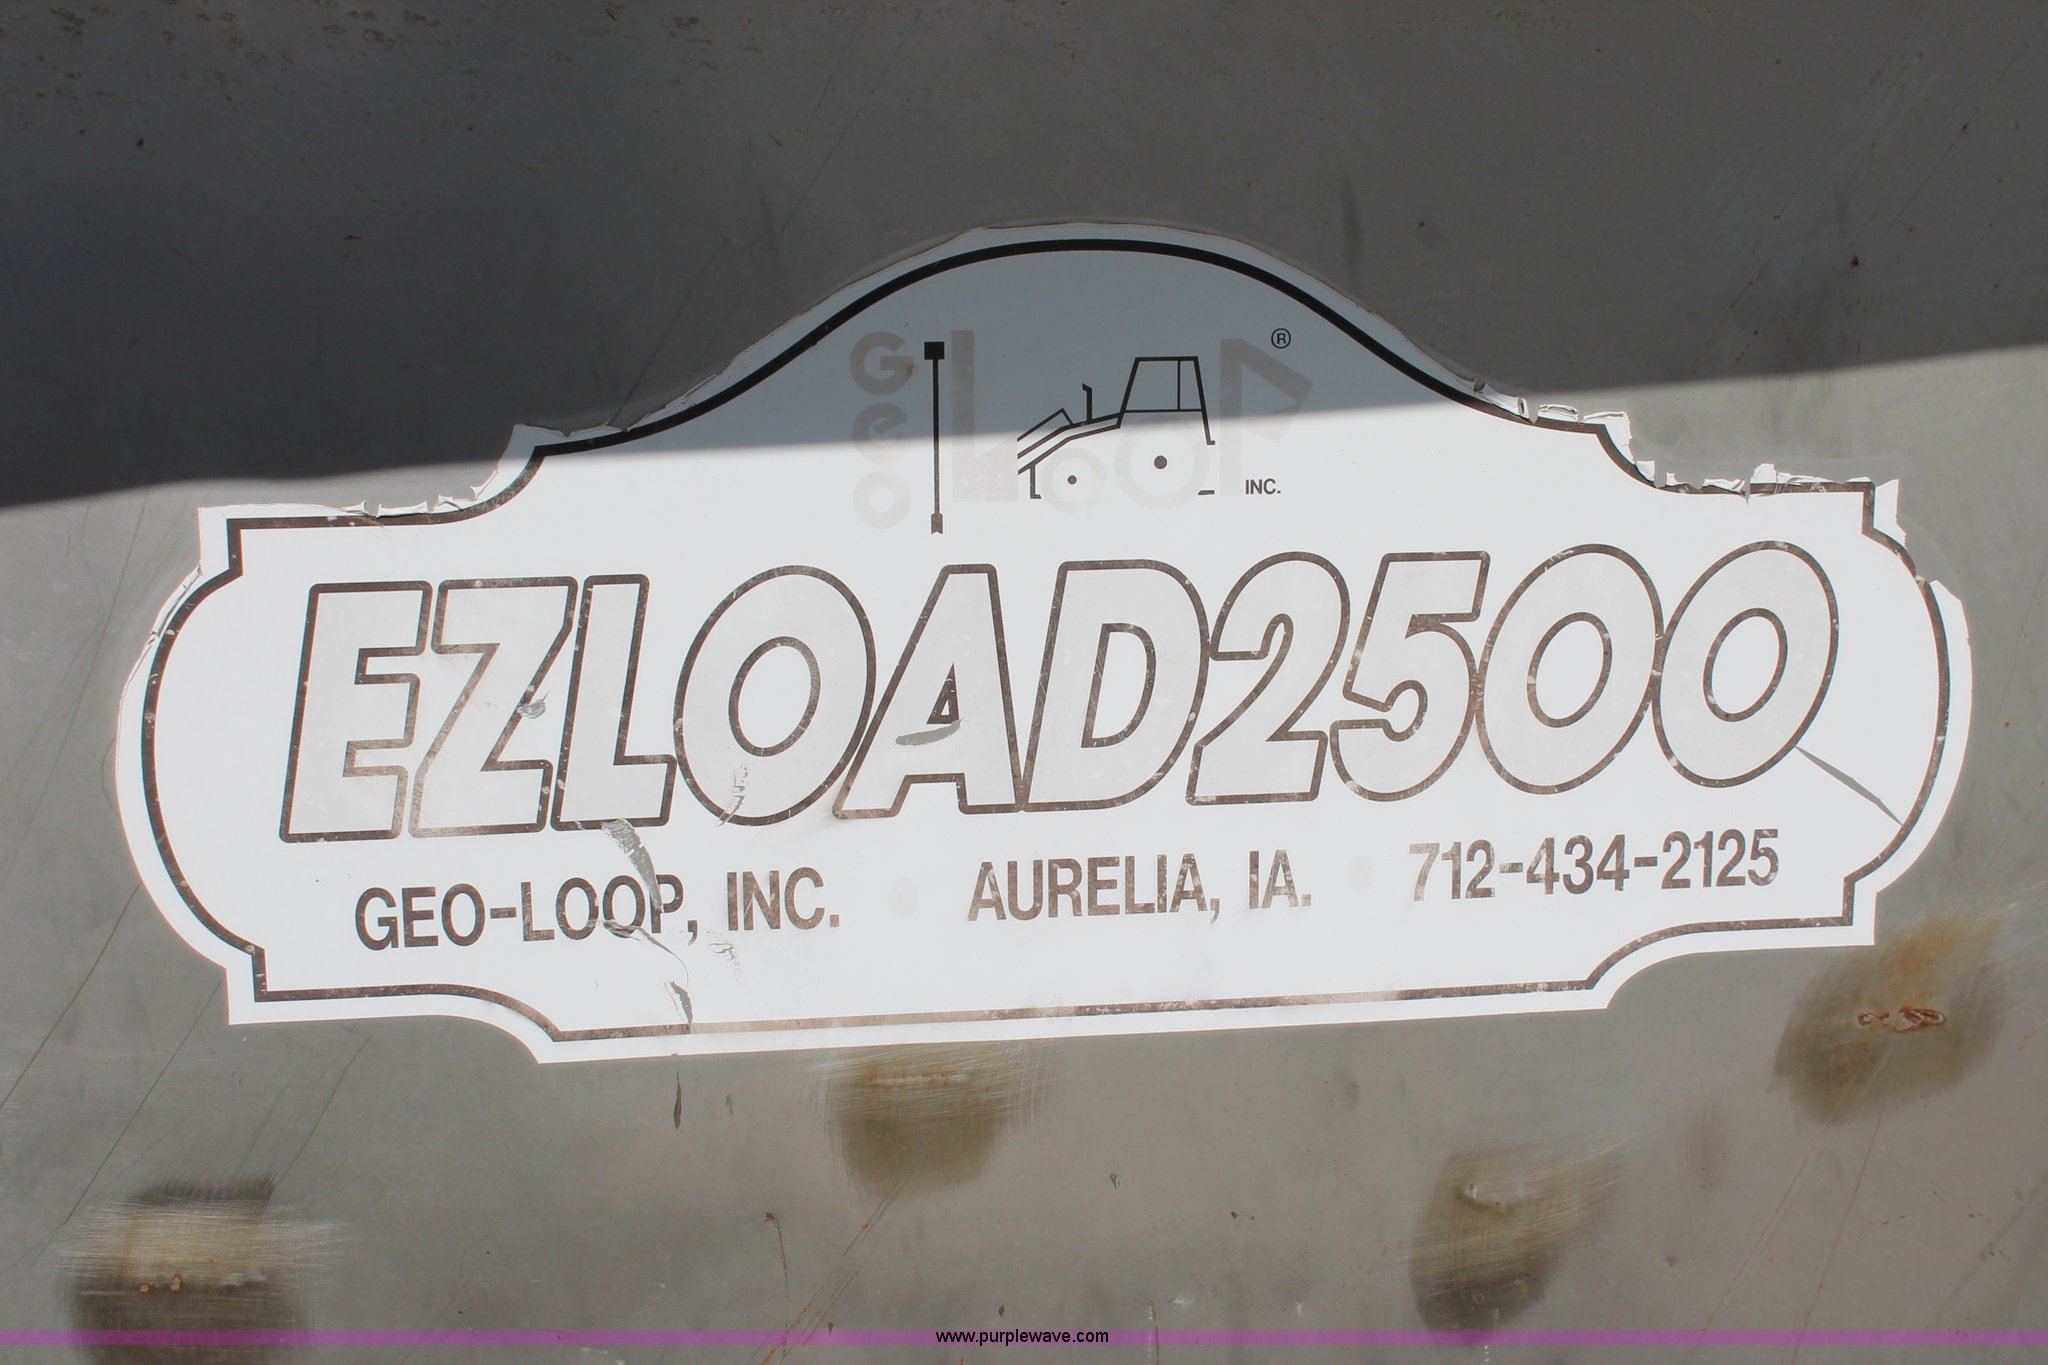 Geo Loop ® INC.
EZLOAD2500
GEO-LOOP, INC. AURELIA, IA. 712-434-2125
www.purplewave.com